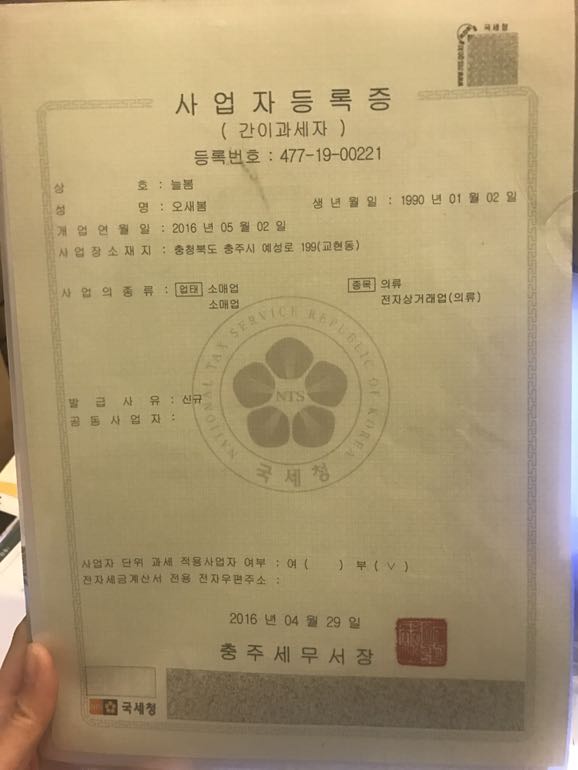 국세청
사업자등록증
( 간이과세자 )
등록번호 : 477-19-00221
상 호 : 늘봄
성 명 : 오새봄 생 년 월 일 : 1990 년 01 월 02 일
개 업 연 월 일 : 2016 년 05 월 02 일
사 업 장 소 재 지 : 충청북도 충주시 예성로 199(교현동)
사 업 의 종 류 : 업태 소매업 종목 의류
소매업 전자상거래업(의류)
NATIONAL TAX SERVICE REPUBLIC OF KOREA
NTS
국세청
발 급 사 유 : 신규
공 동 사 업 자 :
사업자 단위 과세 적용사업자 여부 : 여 ( ) 부 ( ∨ )
전자세금계산서 전용 전자우편주소 :
2016 년 04 월 29 일
충주세무서장
NTS 국세청